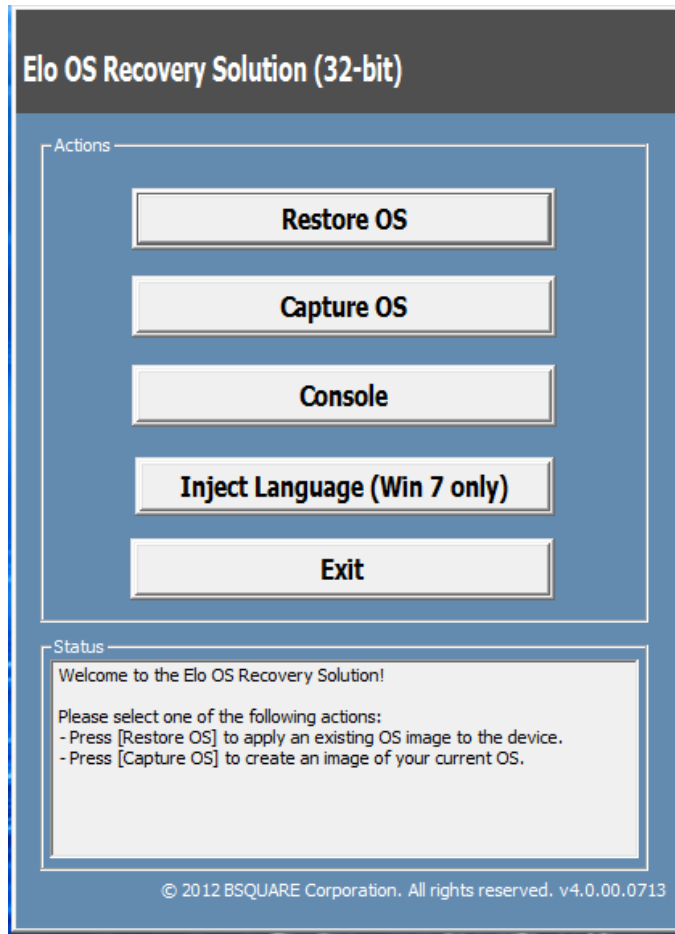 Elo OS Recovery Solution (32-bit)
Actions
Restore OS
Capture OS
Console
Inject Language (Win 7 only)
Exit
Status
Welcome to the Elo OS Recovery Solution!
Please select one of the following actions:
- Press [Restore OS] to apply an existing OS image to the device.
- Press [Capture OS] to create an image of your current OS.
© 2012 BSQUARE Corporation. All rights reserved. v4.0.00.0713